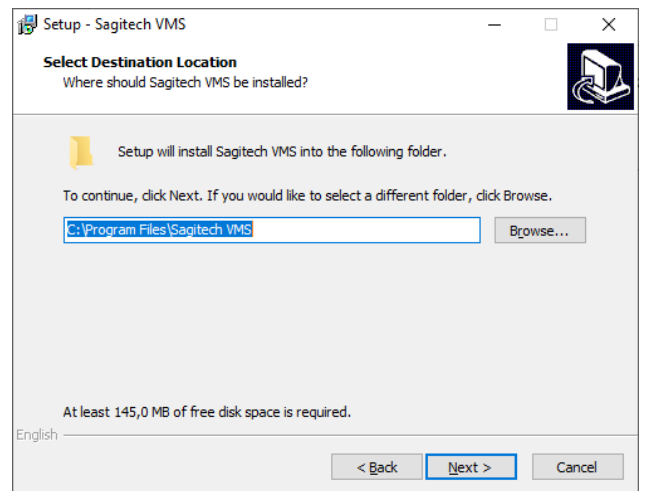 Setup - Sagitech VMS
Select Destination Location
Where should Sagitech VMS be installed?
Setup will install Sagitech VMS into the following folder.
To continue, click Next. If you would like to select a different folder, click Browse.
C:\Program Files\Sagitech VMS
Browse...
At least 145,0 MB of free disk space is required.
English
< Back
Next >
Cancel